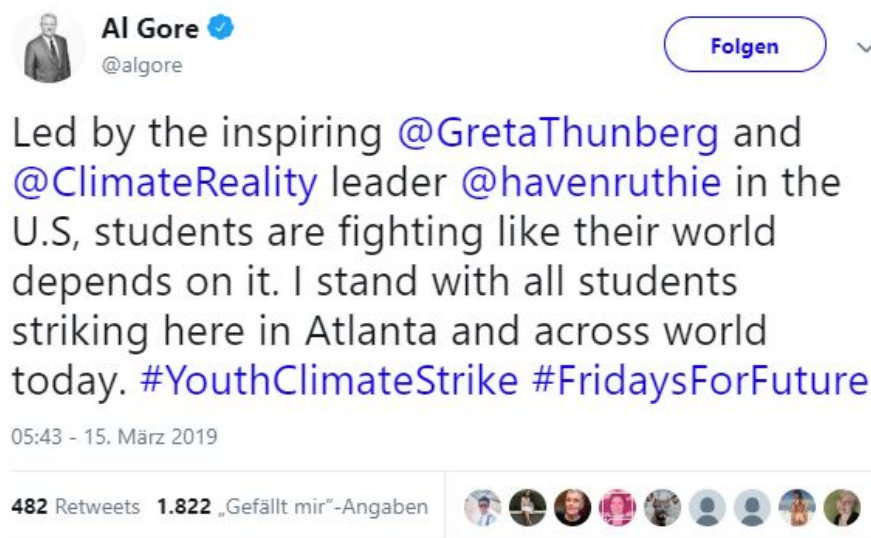 Al Gore
@algore
Folgen
Led by the inspiring @GretaThunberg and
@ClimateReality leader @havenruthie in the
U.S, students are fighting like their world
depends on it. I stand with all students
striking here in Atlanta and across world
today. #YouthClimateStrike #FridaysForFuture
05:43 - 15. März 2019
482 Retweets 1.822 „Gefällt mir“-Angaben